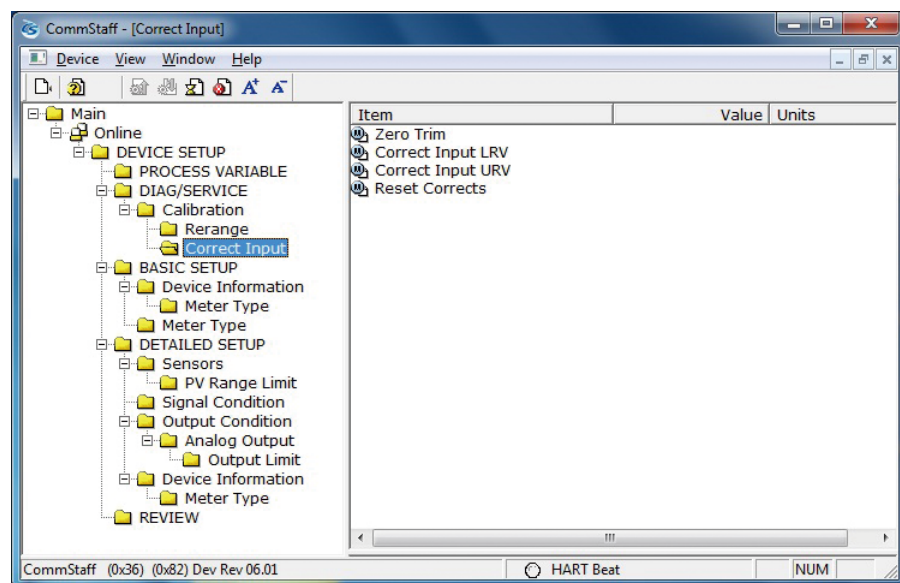 CommStaff - [Correct Input]
Device View Window Help
A+ A-
Main
Online
DEVICE SETUP
PROCESS VARIABLE
DIAG/SERVICE
Calibration
Rerange
Correct Input
BASIC SETUP
Device Information
Meter Type
Meter Type
DETAILED SETUP
Sensors
PV Range Limit
Signal Condition
Output Condition
Analog Output
Output Limit
Device Information
Meter Type
REVIEW
Item Value Units
Zero Trim
Correct Input LRV
Correct Input URV
Reset Corrects
CommStaff (0x36) (0x82) Dev Rev 06.01 HART Beat NUM